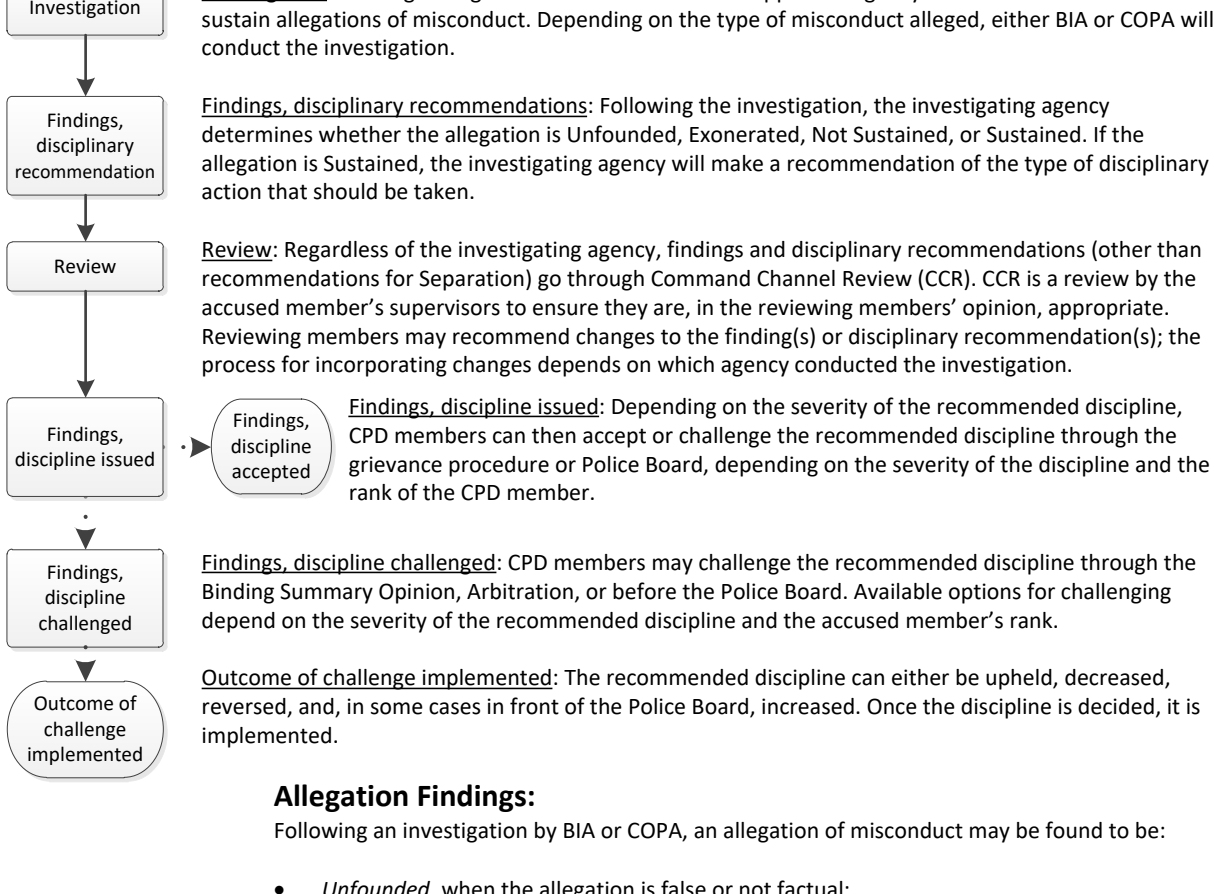 Investigation
sustain allegations of misconduct. Depending on the type of misconduct alleged, either BIA or COPA will
conduct the investigation.
Findings,
disciplinary
recommendation
Findings, disciplinary recommendations: Following the investigation, the investigating agency
determines whether the allegation is Unfounded, Exonerated, Not Sustained, or Sustained. If the
allegation is Sustained, the investigating agency will make a recommendation of the type of disciplinary
action that should be taken.
Review
Review: Regardless of the investigating agency, findings and disciplinary recommendations (other than
recommendations for Separation) go through Command Channel Review (CCR). CCR is a review by the
accused member’s supervisors to ensure they are, in the reviewing members’ opinion, appropriate.
Reviewing members may recommend changes to the finding(s) or disciplinary recommendation(s); the
process for incorporating changes depends on which agency conducted the investigation.
Findings,
discipline issued
Findings,
discipline
accepted
Findings, discipline issued: Depending on the severity of the recommended discipline,
CPD members can then accept or challenge the recommended discipline through the
grievance procedure or Police Board, depending on the severity of the discipline and the
rank of the CPD member.
Findings,
discipline
challenged
Findings, discipline challenged: CPD members may challenge the recommended discipline through the
Binding Summary Opinion, Arbitration, or before the Police Board. Available options for challenging
depend on the severity of the recommended discipline and the accused member’s rank.
Outcome of
challenge
implemented
Outcome of challenge implemented: The recommended discipline can either be upheld, decreased,
reversed, and, in some cases in front of the Police Board, increased. Once the discipline is decided, it is
implemented.
Allegation Findings:
Following an investigation by BIA or COPA, an allegation of misconduct may be found to be:
• Unfounded, when the allegation is false or not factual;